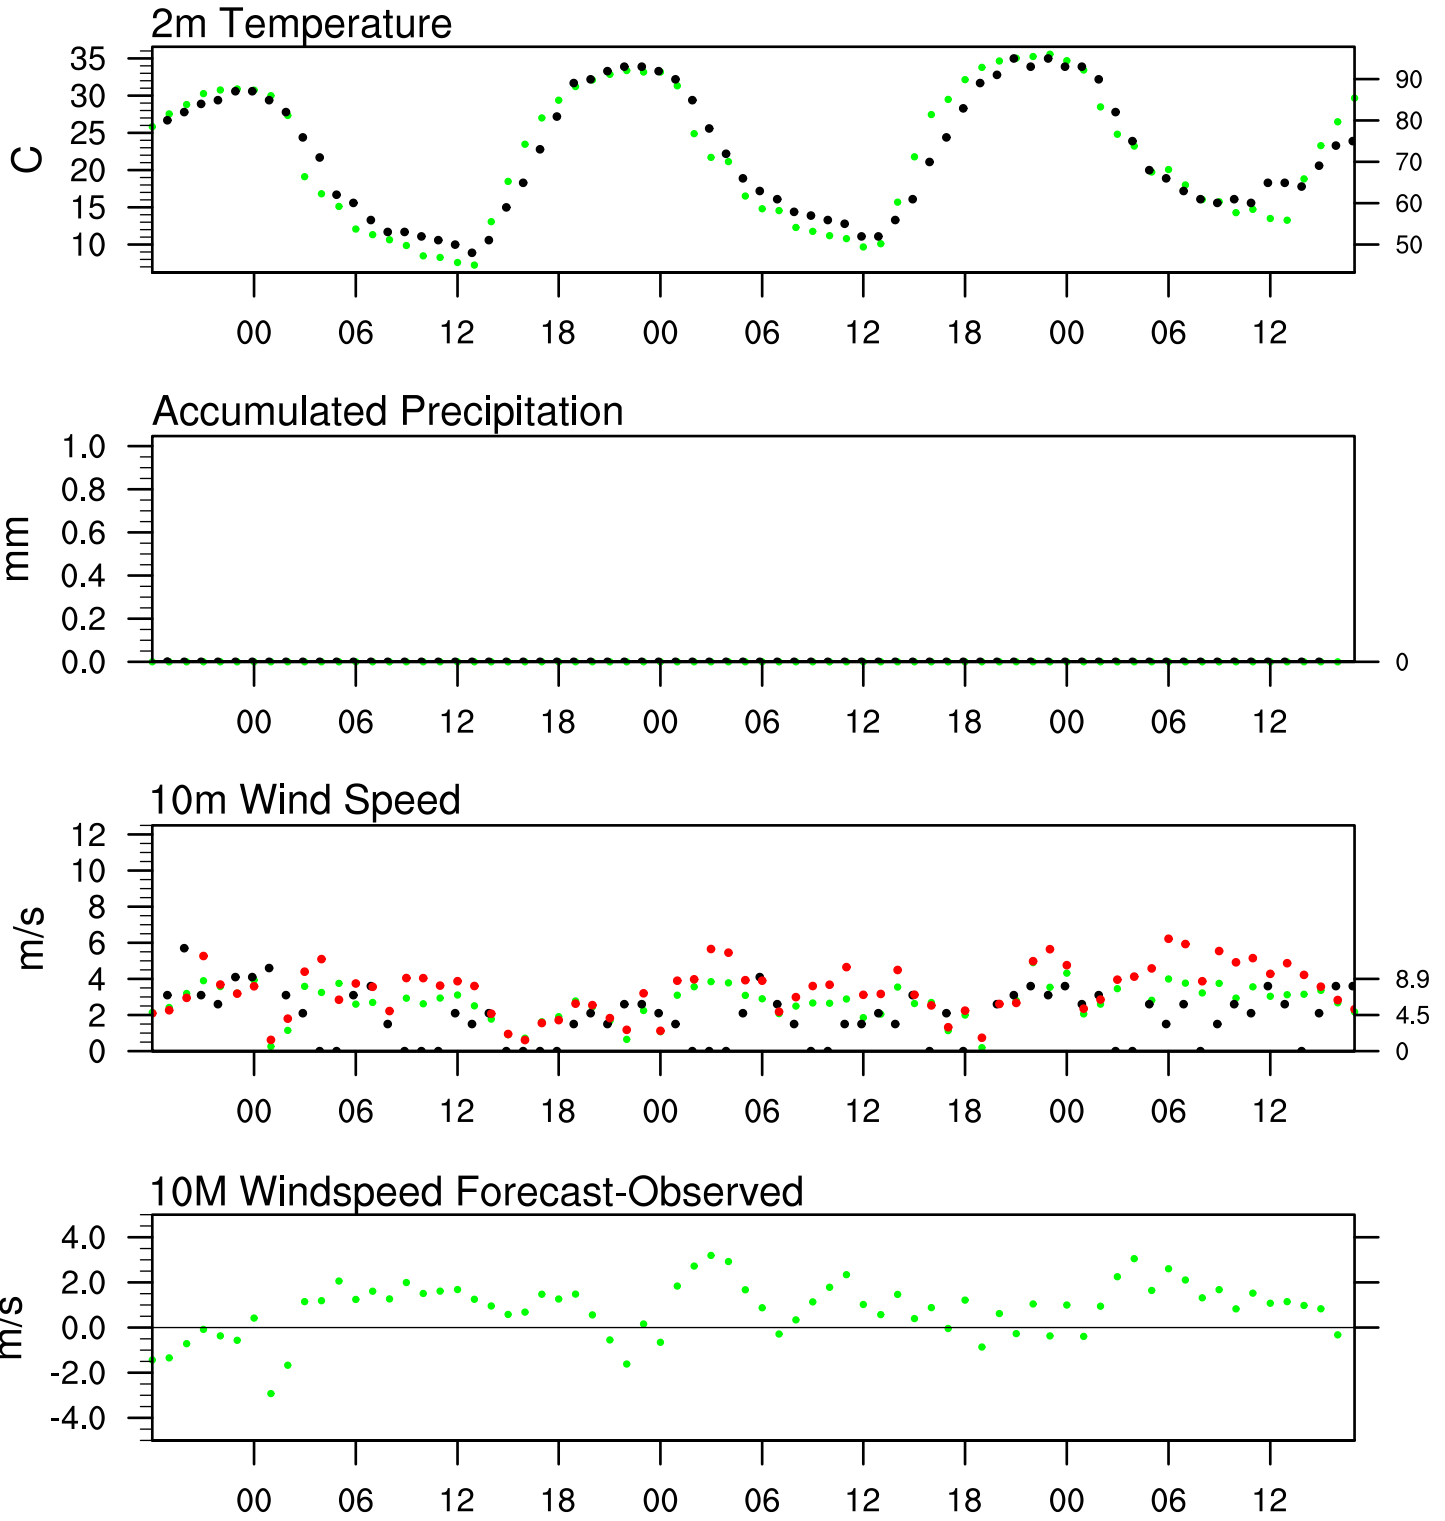 2m Temperature
35
30
25
20
15
10
C
90
80
70
60
50
00 06 12 18 00 06 12 18 00 06 12
Accumulated Precipitation
1.0
0.8
0.6
0.4
0.2
0.0
mm
0
00 06 12 18 00 06 12 18 00 06 12
10m Wind Speed
12
10
8
6
4
2
0
m/s
8.9
4.5
0
00 06 12 18 00 06 12 18 00 06 12
10M Windspeed Forecast-Observed
4.0
2.0
0.0
-2.0
-4.0
m/s
00 06 12 18 00 06 12 18 00 06 12